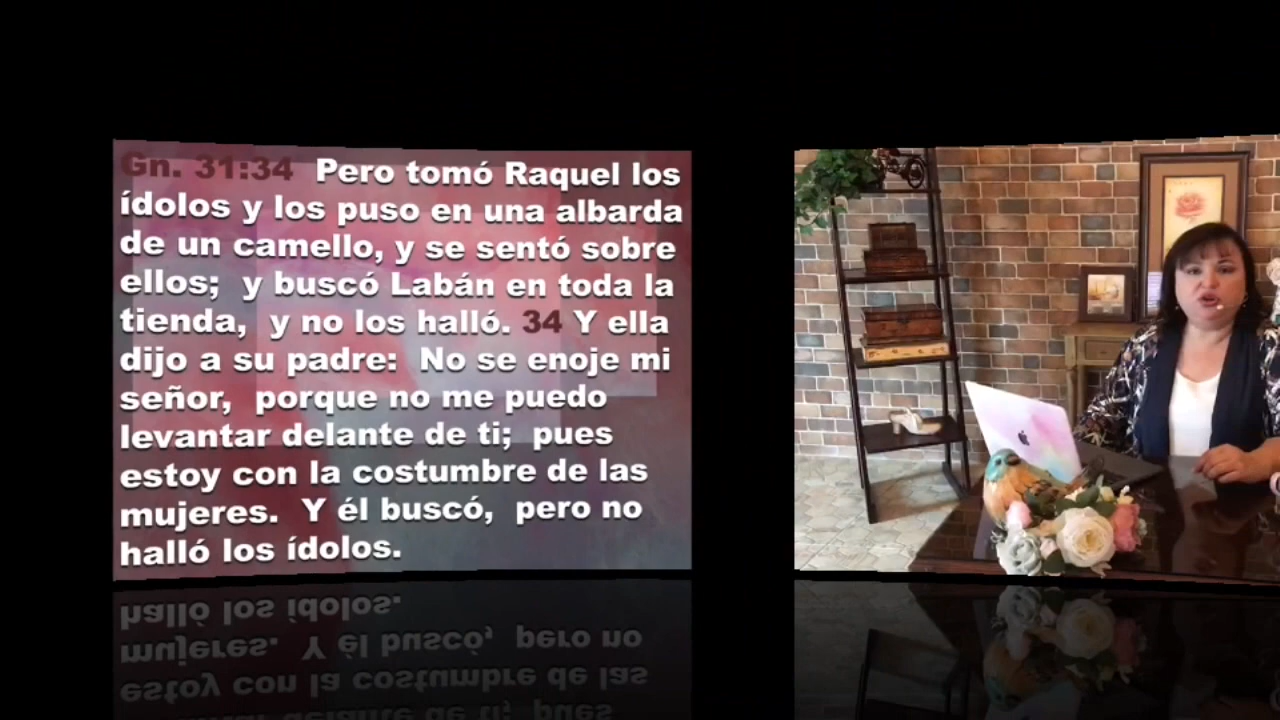 Gn. 31:34 Pero tomó Raquel los
ídolos y los puso en una albarda
de un camello, y se sentó sobre
ellos; y buscó Labán en toda la
tienda, y no los halló. 34 Y ella
dijo a su padre: No se enoje mi
señor, porque no me puedo
levantar delante de ti; pues
estoy con la costumbre de las
mujeres. Y él buscó, pero no
halló los ídolos.